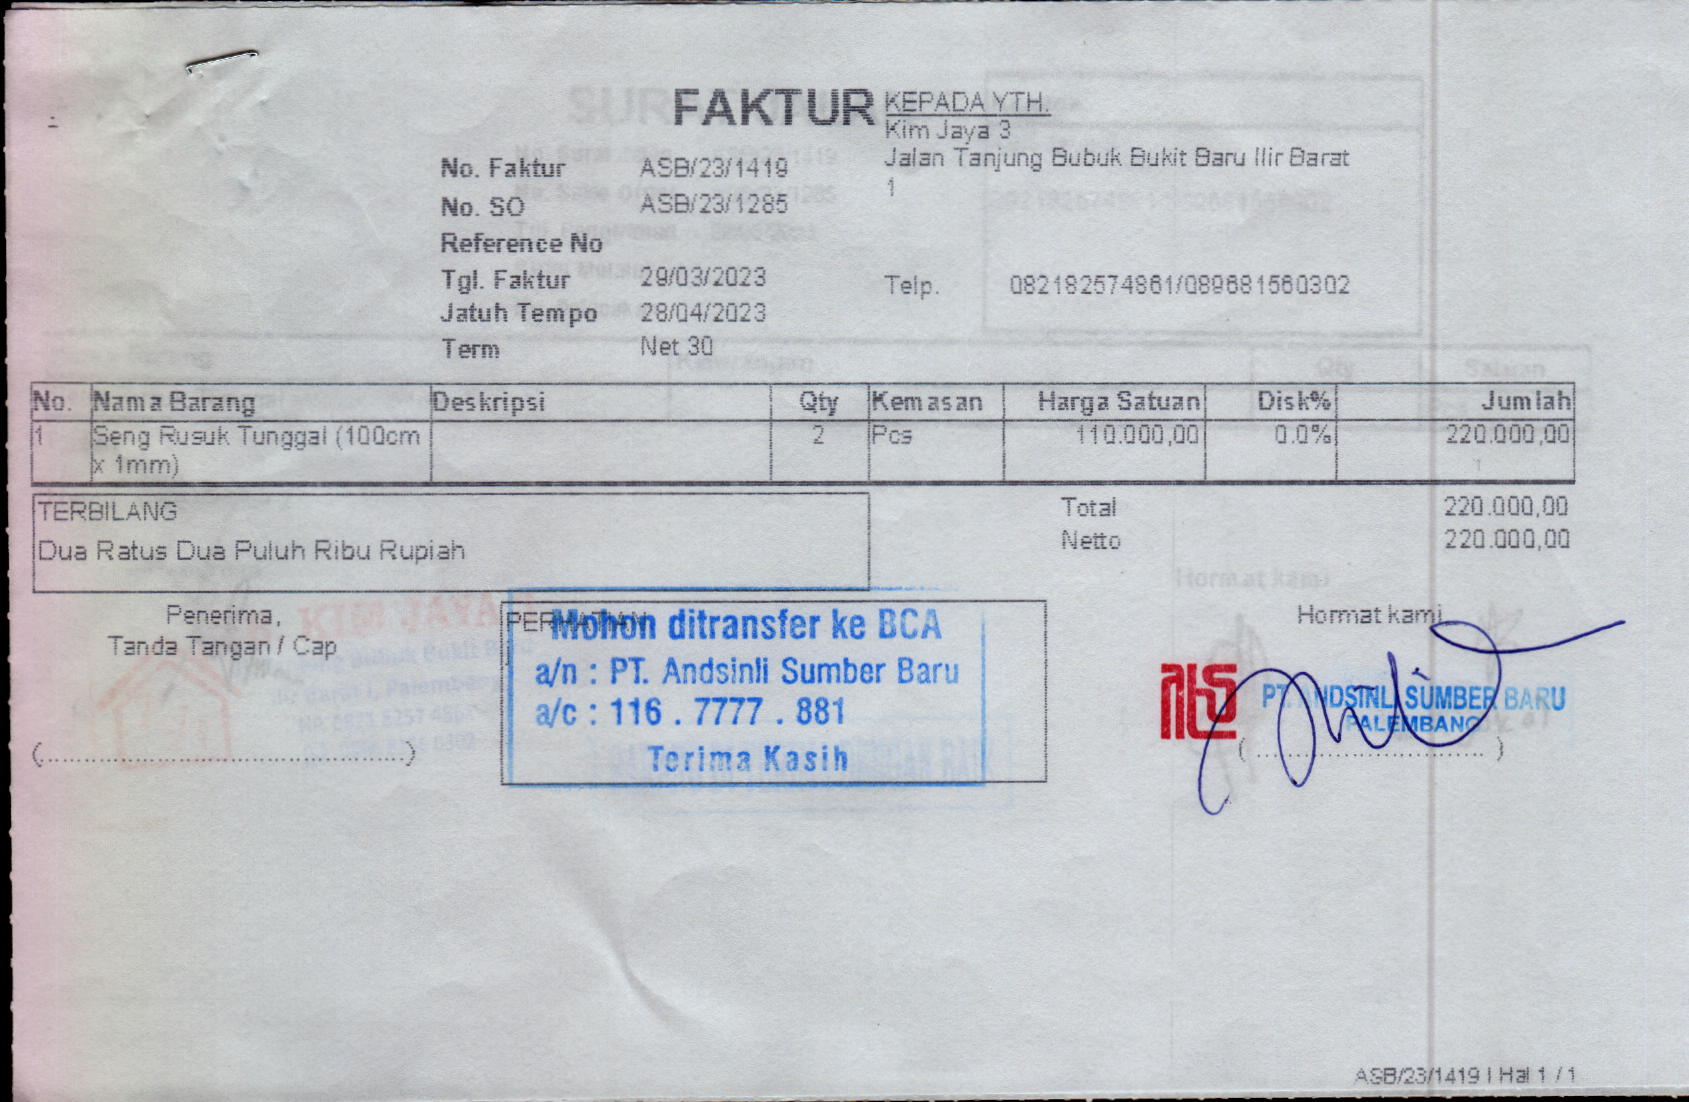 FAKTUR
KEPADA YTH.
Kim Jaya 3
Jalan Tanjung Bubuk Bukit Baru Ilir Barat
1
No. Faktur ASB/23/1419
No. SO ASB/23/1285
Reference No
Tgl. Faktur 29/03/2023
Jatuh Tempo 28/04/2023
Term Net 30
Telp. 082182574861/089681560302
No. Nama Barang Deskripsi Qty Kemasan Harga Satuan Disk% Jumlah
1 Seng Rusuk Tunggal (100cm 2 Pcs 110.000,00 0.0% 220.000,00
x 1mm)
TERBILANG
Dua Ratus Dua Puluh Ribu Rupiah
Total 220.000,00
Netto 220.000,00
Penerima,
Tanda Tangan / Cap
(......................................................)
PERHATIAN
Mohon ditransfer ke BCA
a/n : PT. Andsinli Sumber Baru
a/c : 116 . 7777 . 881
Terima Kasih
Hormat kami
PT. ANDSINLI SUMBER BARU
PALEMBANG
(..................................)
ASB/23/1419 | Hal 1 / 1